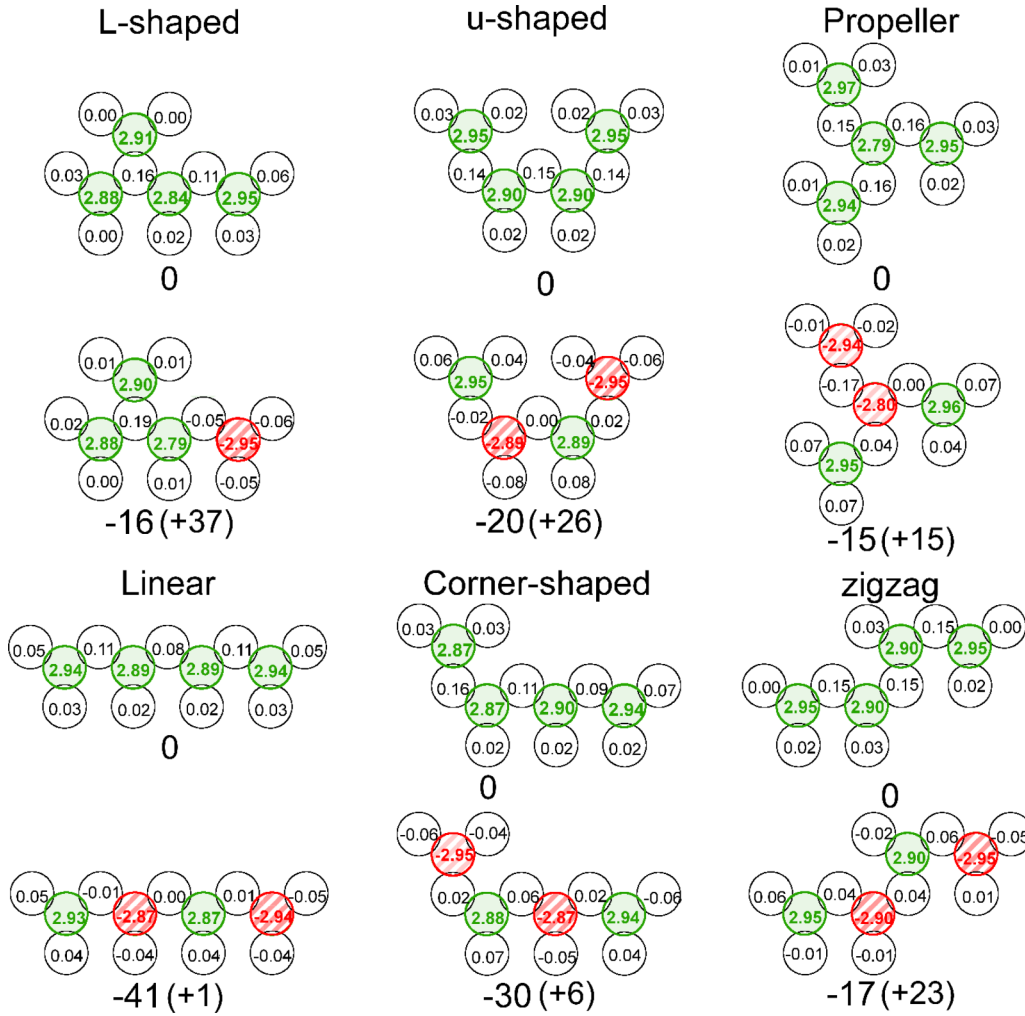 L-shaped u-shaped Propeller
0.01 0.03
0.00 0.00 0.03 0.02 0.02 0.03
2.97
2.91 2.95 2.95
0.15 0.16 0.03
2.79 2.95
0.03 0.16 0.11 0.06 0.14 0.15 0.14
0.01 0.16 0.02
2.88 2.84 2.95 2.90 2.90
2.94
0.00 0.02 0.03 0.02 0.02
0.02
0 0 0
-0.01 -0.02
-2.94
0.01 0.01 0.06 0.04 -0.04 -0.06
2.90 2.95 -2.95
-0.17 0.00 0.07
-2.80 2.96
0.02 0.19 -0.05 -0.06 -0.02 0.00 0.02
2.88 2.79 -2.95 -2.89 2.89
0.07 0.04 0.04
2.95
0.00 0.01 -0.05 -0.08 0.08
0.07
-16 (+37) -20 (+26) -15 (+15)
Linear Corner-shaped zigzag
0.03 0.03 0.03 0.15 0.00
2.87 2.90 2.95
0.05 0.11 0.08 0.11 0.05
2.94 2.89 2.89 2.94
0.16 0.11 0.09 0.07 0.00 0.15 0.15 0.02
2.87 2.90 2.94 2.95 2.90
0.03 0.02 0.02 0.03
0.02 0.02 0.02 0.02 0.03
0 0 0
-0.06 -0.04 -0.02 0.06 -0.05
-2.95 2.90 -2.95
0.05 -0.01 0.00 0.01 -0.05 0.02 0.06 0.02 -0.06 0.06 0.04 0.04 0.01
2.93 -2.87 2.87 -2.94 2.88 -2.87 2.94 2.95 -2.90
0.04 -0.04 0.04 -0.04 0.07 -0.05 0.04 -0.01 -0.01
-41 (+1) -30 (+6) -17 (+23)